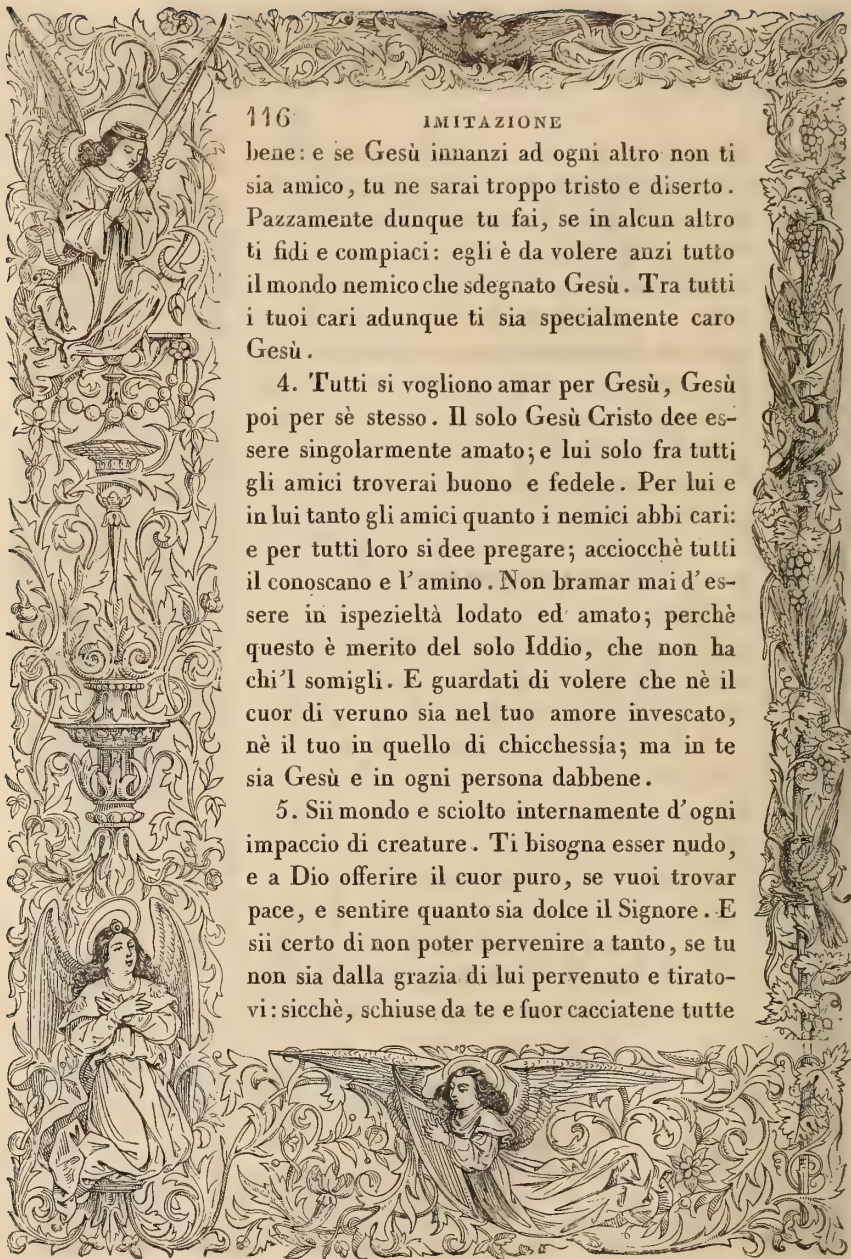 116 IMITAZIONE
bene: e se Gesù innanzi ad ogni altro non ti
sia amico, tu ne sarai troppo tristo e diserto.
Pazzamente dunque tu fai, se in alcun altro
ti fidi e compiaci: egli è da volere anzi tutto
il mondo nemico che sdegnato Gesù. Tra tutti
i tuoi cari adunque ti sia specialmente caro
Gesù.
4. Tutti si vogliono amar per Gesù, Gesù
poi per sè stesso. Il solo Gesù Cristo dee es-
sere singolarmente amato; e lui solo fra tutti
gli amici troverai buono e fedele. Per lui e
in lui tanto gli amici quanto i nemici abbi cari:
e per tutti loro si dee pregare; acciocchè tutti
il conoscano e l'amino. Non bramar mai d'es-
sere in ispezieltà lodato ed amato; perchè
questo è merito del solo Iddio, che non ha
chi'l somigli. E guardati di volere che nè il
cuor di veruno sia nel tuo amore invescato,
nè il tuo in quello di chicchessía; ma in te
sia Gesù e in ogni persona dabbene.
5. Sii mondo e sciolto internamente d'ogni
impaccio di creature. Ti bisogna esser nudo,
e a Dio offerire il cuor puro, se vuoi trovar
pace, e sentire quanto sia dolce il Signore. E
sii certo di non poter pervenire a tanto, se tu
non sia dalla grazia di lui pervenuto e tirato-
vi: sicchè, schiuse da te e fuor cacciatene tutte